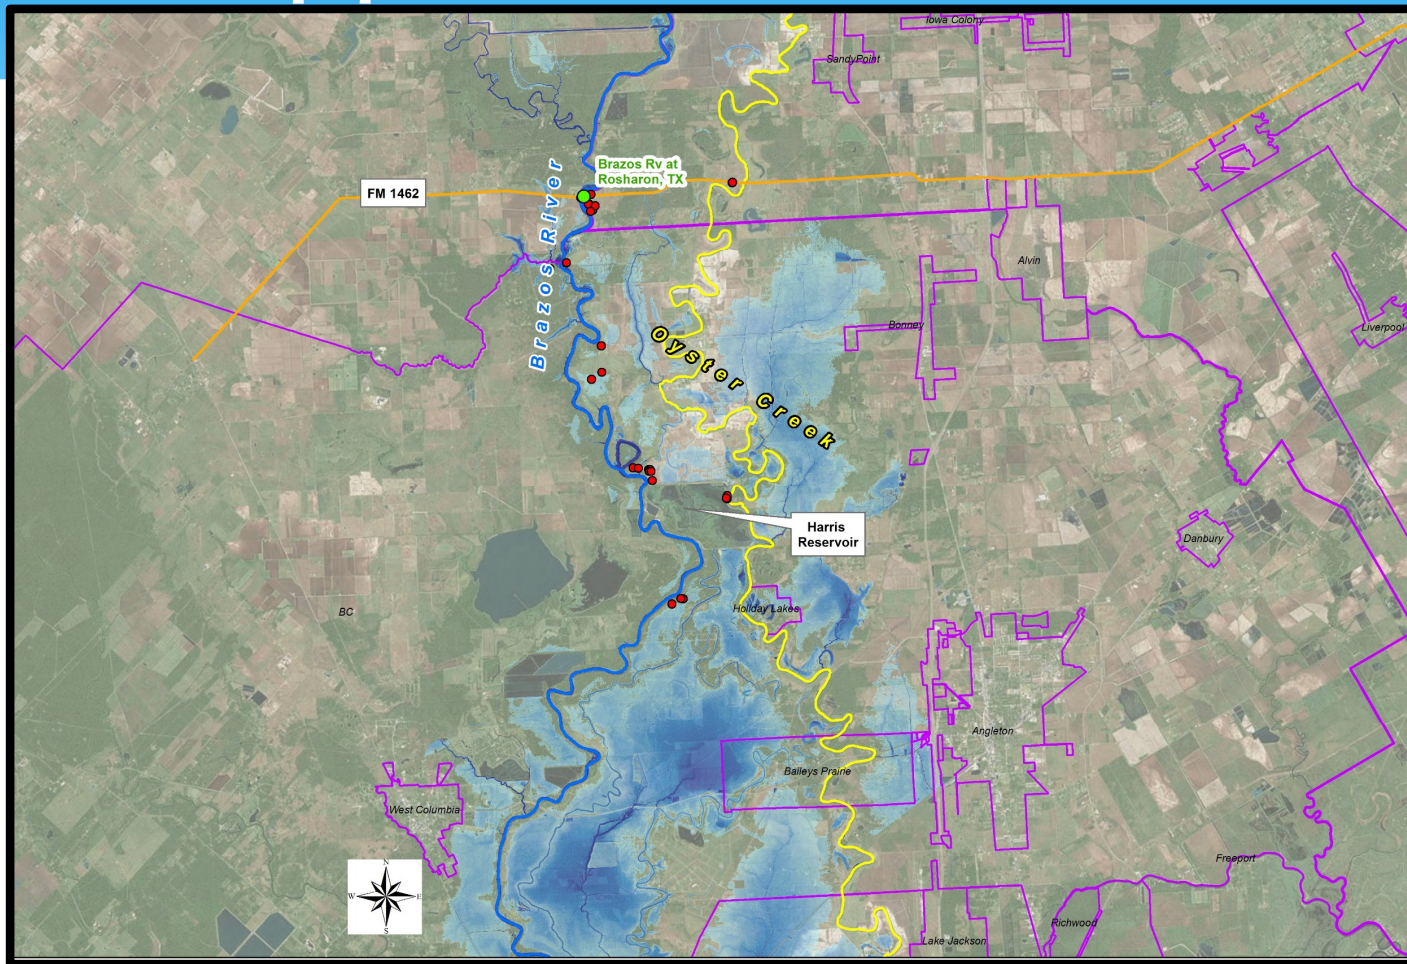 Iowa Colony
SandyPoint
Brazos Rv at
Rosharon, TX
FM 1462
Brazos River
Alvin
Bonney
Liverpool
Oyster Creek
Harris
Reservoir
Danbury
BC
Holiday Lakes
Angleton
Baileys Prairie
West Columbia
Freeport
N
W
E
S
Richwood
Lake Jackson